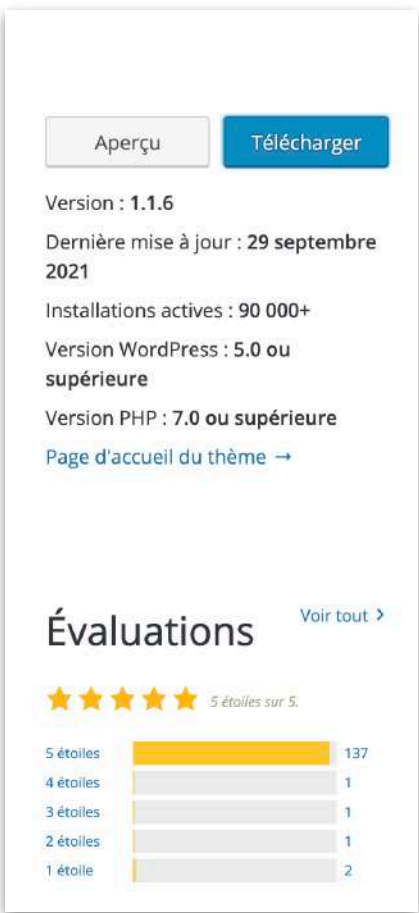 Aperçu
Télécharger
Version : 1.1.6
Dernière mise à jour : 29 septembre
2021
Installations actives : 90 000+
Version WordPress : 5.0 ou
supérieure
Version PHP : 7.0 ou supérieure
Page d'accueil du thème →
Évaluations
Voir tout >
5 étoiles sur 5.
5 étoiles 137
4 étoiles 1
3 étoiles 1
2 étoiles 1
1 étoile 2